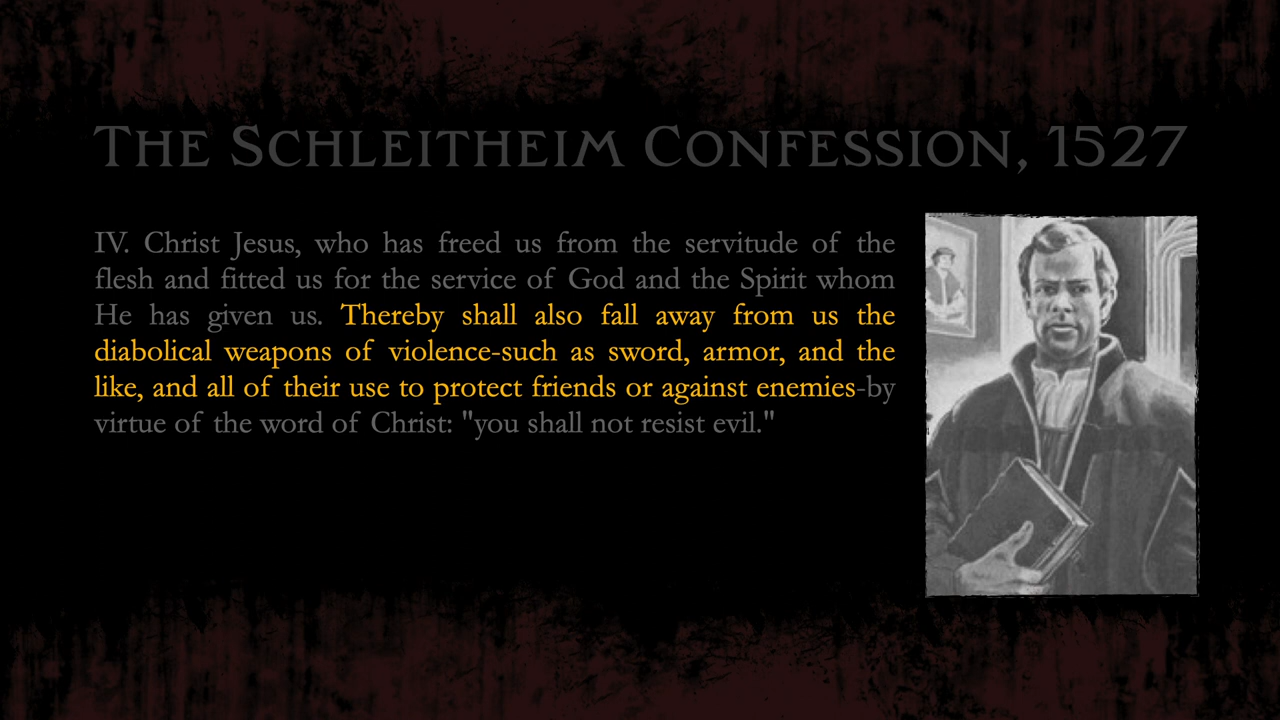 The Schleitheim Confession, 1527
IV. Christ Jesus, who has freed us from the servitude of the
flesh and fitted us for the service of God and the Spirit whom
He has given us. Thereby shall also fall away from us the
diabolical weapons of violence-such as sword, armor, and the
like, and all of their use to protect friends or against enemies-by
virtue of the word of Christ: "you shall not resist evil."